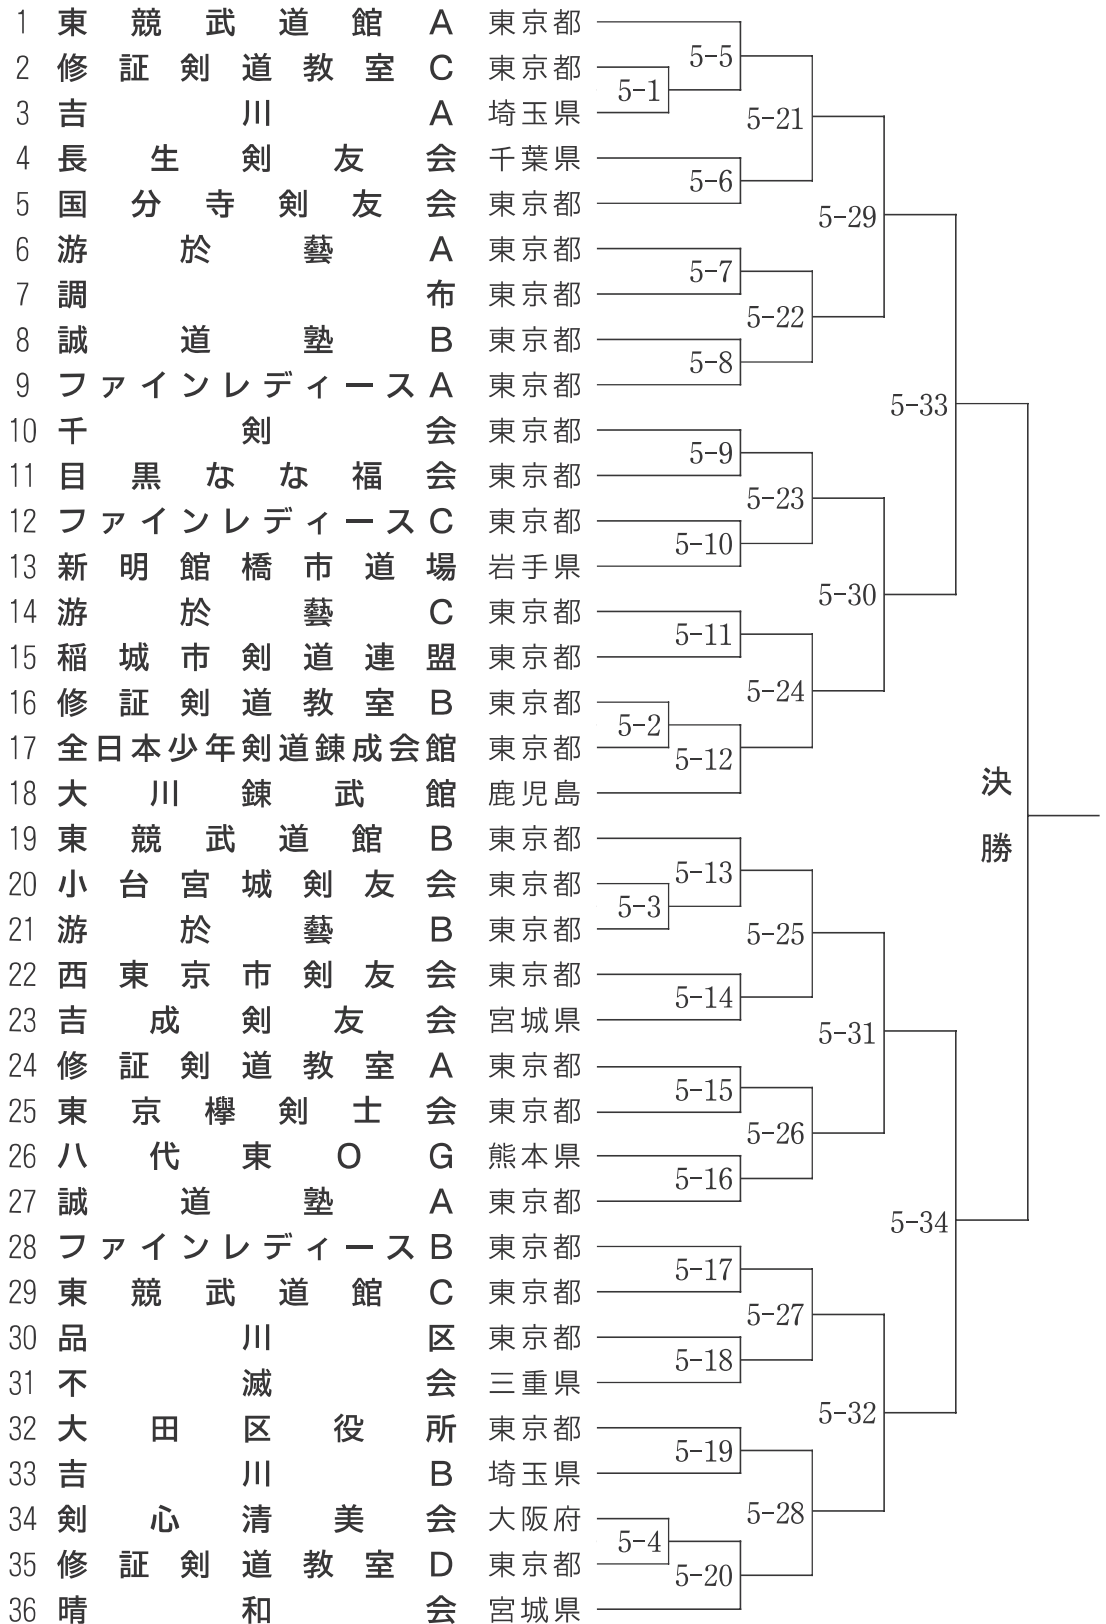 1 東競武道館A 東京都
2 修証剣道教室C 東京都
3 吉川A 埼玉県
4 長生剣友会 千葉県
5 国分寺剣友会 東京都
6 游於藝A 東京都
7 調布 東京都
8 誠道塾B 東京都
9 ファインレディースA 東京都
10 千剣会 東京都
11 目黒なな福会 東京都
12 ファインレディースC 東京都
13 新明館橋市道場 岩手県
14 游於藝C 東京都
15 稲城市剣道連盟 東京都
16 修証剣道教室B 東京都
17 全日本少年剣道錬成会館 東京都
18 大川錬武館 鹿児島
19 東競武道館B 東京都
20 小台宮城剣友会 東京都
21 游於藝B 東京都
22 西東京市剣友会 東京都
23 吉成剣友会 宮城県
24 修証剣道教室A 東京都
25 東京欅剣士会 東京都
26 八代東OG 熊本県
27 誠道塾A 東京都
28 ファインレディースB 東京都
29 東競武道館C 東京都
30 品川区 東京都
31 不滅会 三重県
32 大田区役所 東京都
33 吉川B 埼玉県
34 剣心清美会 大阪府
35 修証剣道教室D 東京都
36 晴和会 宮城県
5-1
5-2
5-3
5-4
5-5
5-6
5-7
5-8
5-9
5-10
5-11
5-12
5-13
5-14
5-15
5-16
5-17
5-18
5-19
5-20
5-21
5-22
5-23
5-24
5-25
5-26
5-27
5-28
5-29
5-30
5-31
5-32
5-33
5-34
決勝